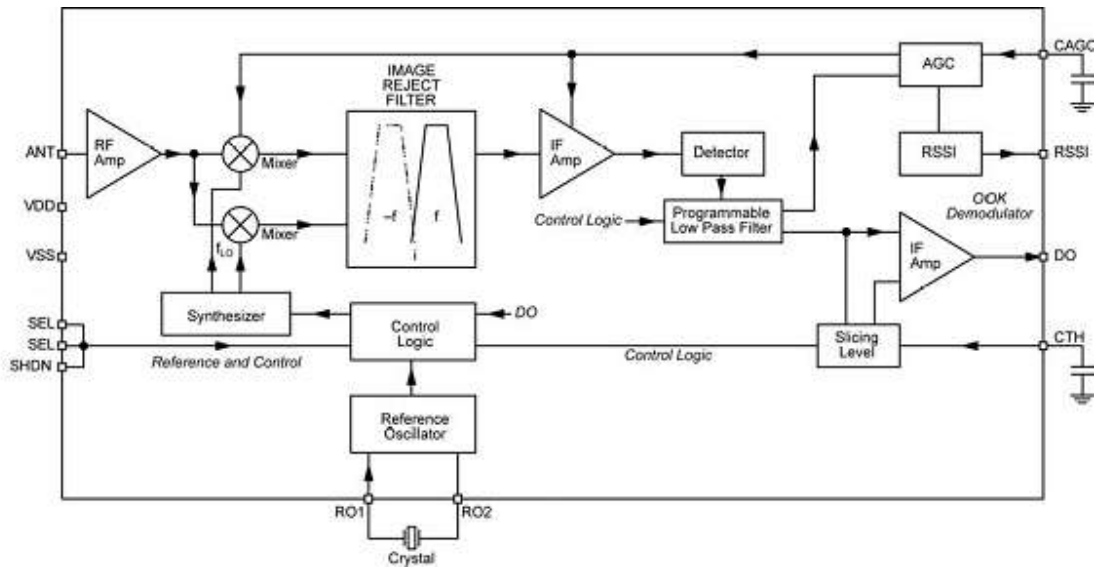 CAGC
IMAGE
REJECT
FILTER
AGC
RF
Amp
ANT
Mixer
IF
Amp
Detector
RSSI
RSSI
VDD
OOK
Demodulator
Control Logic
Programmable
Low Pass Filter
–f
f
Mixer
VSS
fLO
IF
Amp
DO
Synthesizer
Control
Logic
DO
SEL
SEL
SHDN
Reference and Control
Control Logic
Slicing
Level
CTH
Reference
Oscillator
RO1
RO2
Crystal